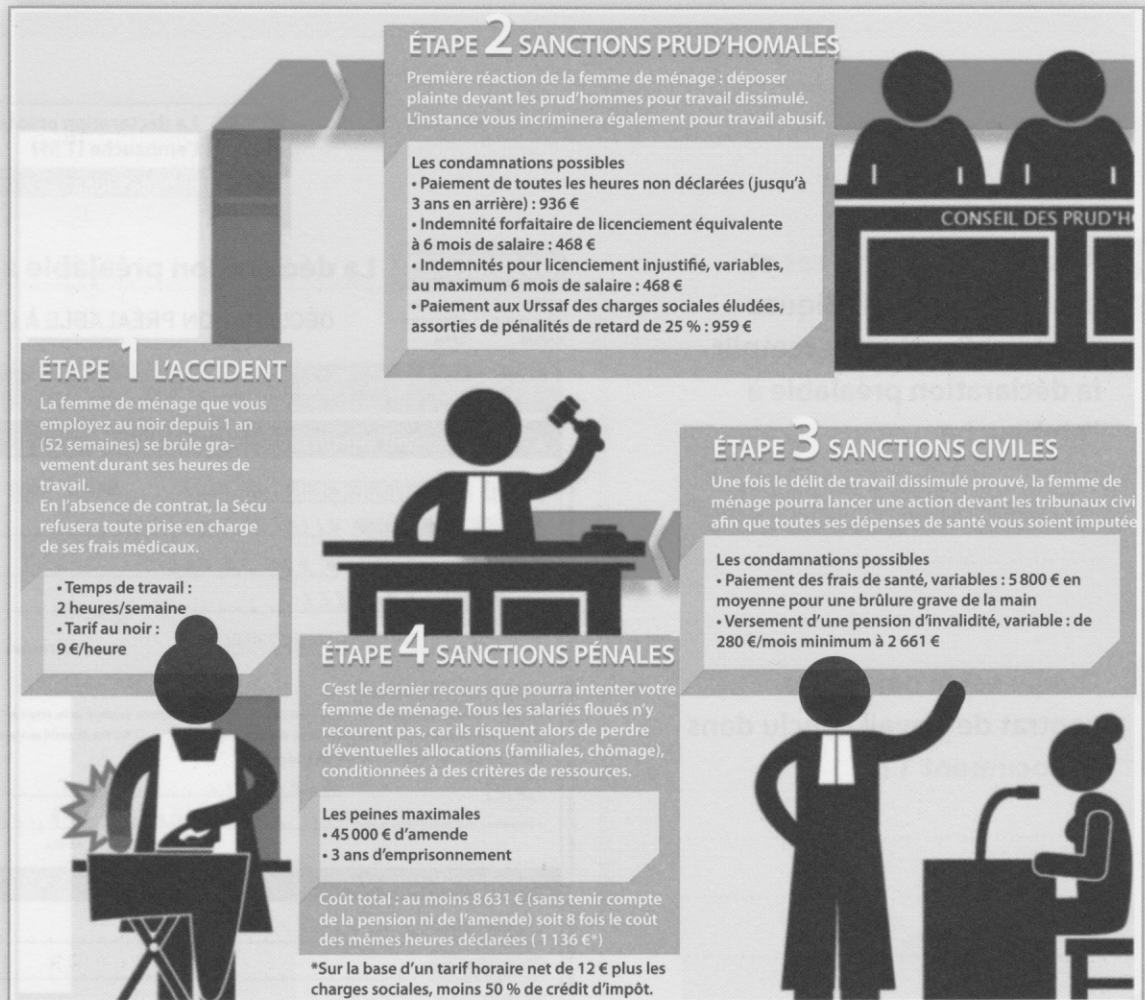 ÉTAPE 1 L'ACCIDENT
La femme de ménage que vous
employez au noir depuis 1 an
(52 semaines) se brûle gra-
vement durant ses heures de
travail.
En l'absence de contrat, la Sécu
refusera toute prise en charge
de ses frais médicaux.
• Temps de travail :
2 heures/semaine
• Tarif au noir :
9 €/heure
ÉTAPE 2 SANCTIONS PRUD'HOMALES
Première réaction de la femme de ménage : déposer
plainte devant les prud'hommes pour travail dissimulé.
L'instance vous incriminera également pour travail abusif.
Les condamnations possibles
• Paiement de toutes les heures non déclarées (jusqu'à
3 ans en arrière) : 936 €
• Indemnité forfaitaire de licenciement équivalente
à 6 mois de salaire : 468 €
• Indemnités pour licenciement injustifié, variables,
au maximum 6 mois de salaire : 468 €
• Paiement aux Urssaf des charges sociales éludées,
assorties de pénalités de retard de 25 % : 959 €
CONSEIL DES PRUD'H
ÉTAPE 3 SANCTIONS CIVILES
Une fois le délit de travail dissimulé prouvé, la femme de
ménage pourra lancer une action devant les tribunaux civi
afin que toutes ses dépenses de santé vous soient imputée
Les condamnations possibles
• Paiement des frais de santé, variables : 5 800 € en
moyenne pour une brûlure grave de la main
• Versement d'une pension d'invalidité, variable : de
280 €/mois minimum à 2 661 €
ÉTAPE 4 SANCTIONS PÉNALES
C'est le dernier recours que pourra intenter votre
femme de ménage. Tous les salariés floués n'y
recourent pas, car ils risquent alors de perdre
d'éventuelles allocations (familiales, chômage),
conditionnées à des critères de ressources.
Les peines maximales
• 45 000 € d'amende
• 3 ans d'emprisonnement
Coût total : au moins 8 631 € (sans tenir compte
de la pension ni de l'amende) soit 8 fois le coût
des mêmes heures déclarées ( 1 136 €*)
*Sur la base d'un tarif horaire net de 12 € plus les
charges sociales, moins 50 % de crédit d'impôt.